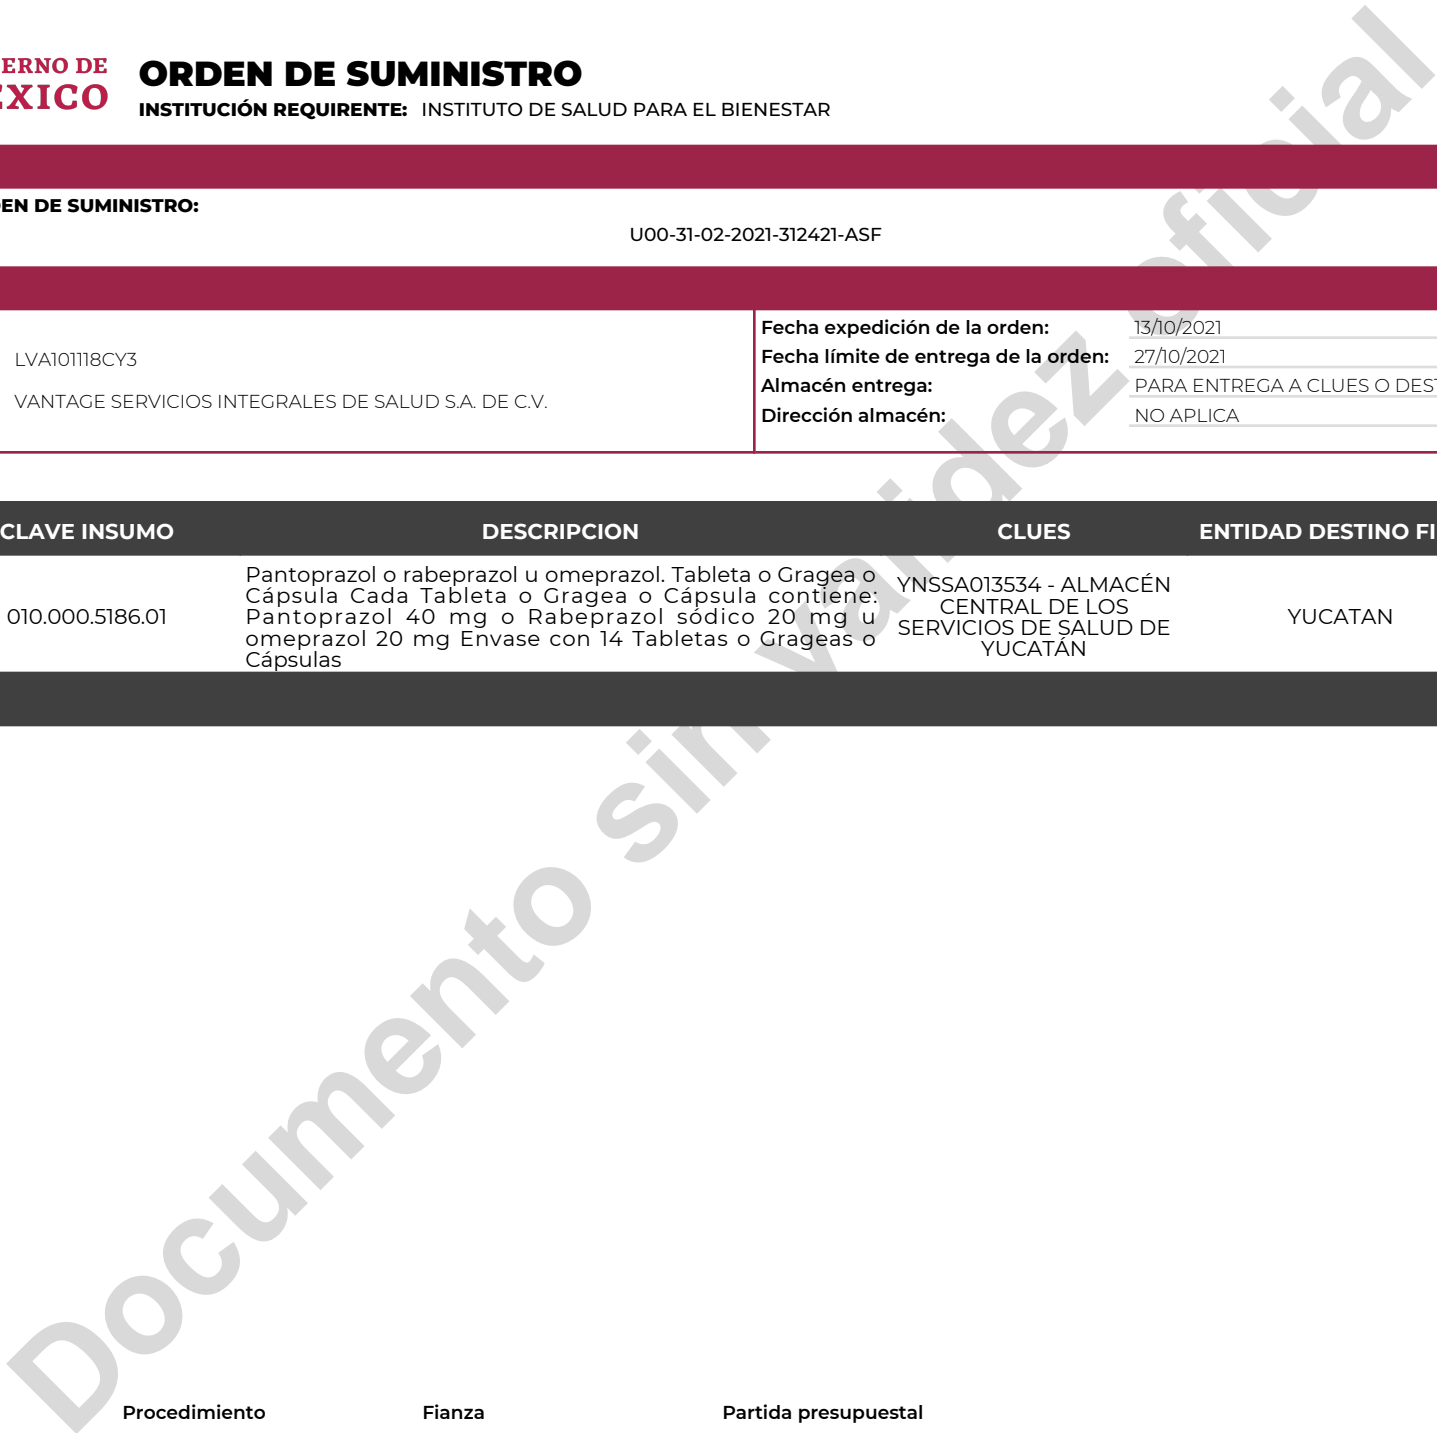 ERNO DE
EXICO
ORDEN DE SUMINISTRO
INSTITUCIÓN REQUIRENTE: INSTITUTO DE SALUD PARA EL BIENESTAR
EN DE SUMINISTRO:
U00-31-02-2021-312421-ASF
LVA101118CY3
VANTAGE SERVICIOS INTEGRALES DE SALUD S.A. DE C.V.
Fecha expedición de la orden: 13/10/2021
Fecha límite de entrega de la orden: 27/10/2021
Almacén entrega: PARA ENTREGA A CLUES O DEST
Dirección almacén: NO APLICA
CLAVE INSUMO DESCRIPCION CLUES ENTIDAD DESTINO FI
010.000.5186.01
Pantoprazol o rabeprazol u omeprazol. Tableta o Gragea o
Cápsula Cada Tableta o Gragea o Cápsula contiene:
Pantoprazol 40 mg o Rabeprazol sódico 20 mg u
omeprazol 20 mg Envase con 14 Tabletas o Grageas o
Cápsulas
YNSSA013534 - ALMACÉN
CENTRAL DE LOS
SERVICIOS DE SALUD DE
YUCATÁN
YUCATAN
Documento sin validez oficial
Procedimiento Fianza Partida presupuestal